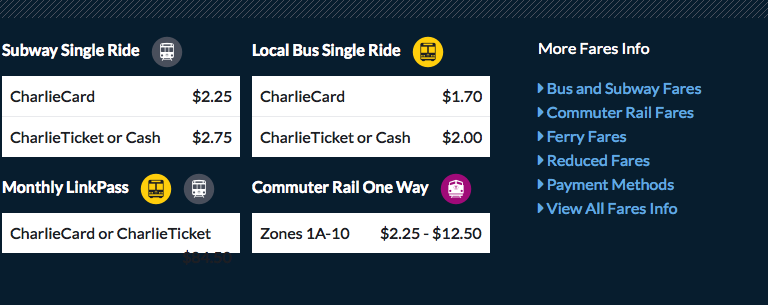 Subway Single Ride
CharlieCard $2.25
CharlieTicket or Cash $2.75
Local Bus Single Ride
CharlieCard $1.70
CharlieTicket or Cash $2.00
Monthly LinkPass
CharlieCard or CharlieTicket
$84.50
Commuter Rail One Way
Zones 1A-10 $2.25 - $12.50
More Fares Info
Bus and Subway Fares
Commuter Rail Fares
Ferry Fares
Reduced Fares
Payment Methods
View All Fares Info